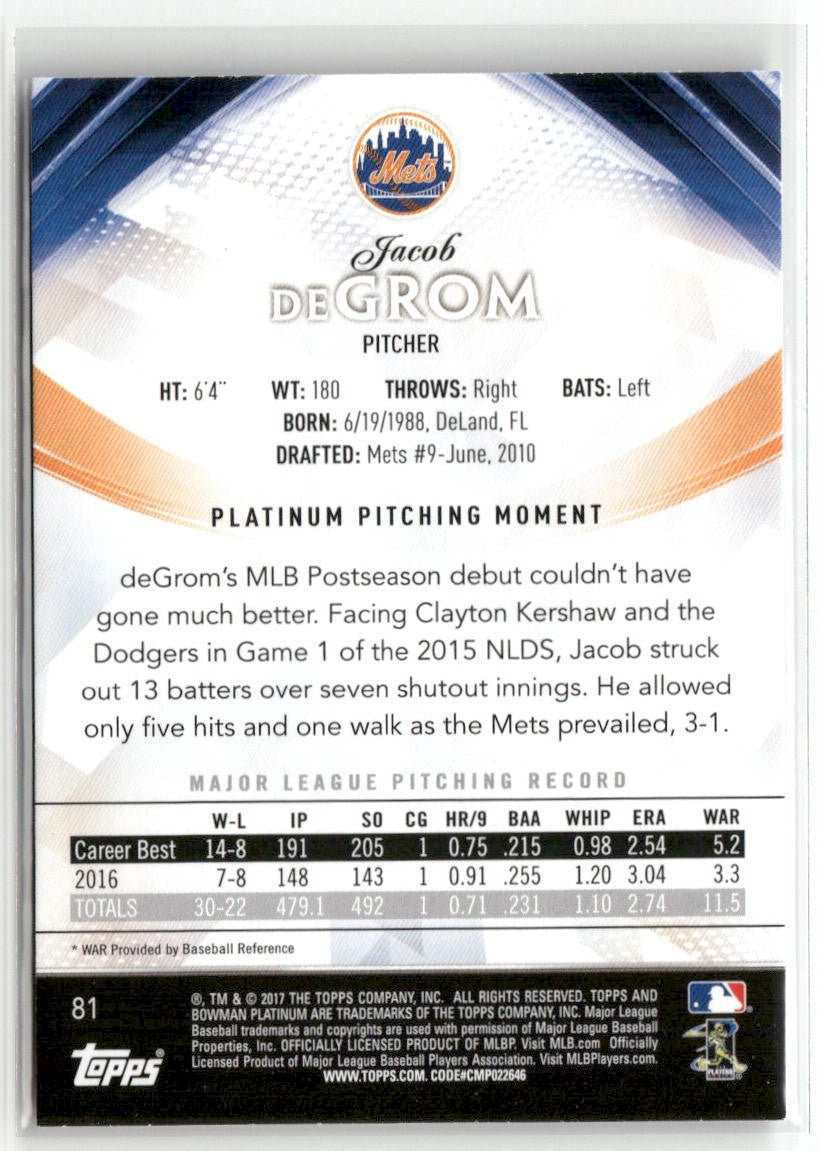 Mets
Jacob
DEGROM
PITCHER
HT: 6'4" WT: 180 THROWS: Right BATS: Left
BORN: 6/19/1988, DeLand, FL
DRAFTED: Mets #9-June, 2010
PLATINUM PITCHING MOMENT
deGrom's MLB Postseason debut couldn't have
gone much better. Facing Clayton Kershaw and the
Dodgers in Game 1 of the 2015 NLDS, Jacob struck
out 13 batters over seven shutout innings. He allowed
only five hits and one walk as the Mets prevailed, 3-1.
MAJOR LEAGUE PITCHING RECORD
W-L IP SO CG HR/9 BAA WHIP ERA WAR
Career Best 14-8 191 205 1 0.75 .215 0.98 2.54 5.2
2016 7-8 148 143 1 0.91 .255 1.20 3.04 3.3
TOTALS 30-22 479.1 492 1 0.71 .231 1.10 2.74 11.5
* WAR Provided by Baseball Reference
81
®, TM & © 2017 THE TOPPS COMPANY, INC. ALL RIGHTS RESERVED. TOPPS AND
BOWMAN PLATINUM ARE TRADEMARKS OF THE TOPPS COMPANY, INC. Major League
Baseball trademarks and copyrights are used with permission of Major League Baseball
Properties, Inc. OFFICIALLY LICENSED PRODUCT OF MLBP. Visit MLB.com Officially
Licensed Product of Major League Baseball Players Association. Visit MLBPlayers.com.
WWW.TOPPS.COM. CODE#CMP022646
topps
PLAYERS